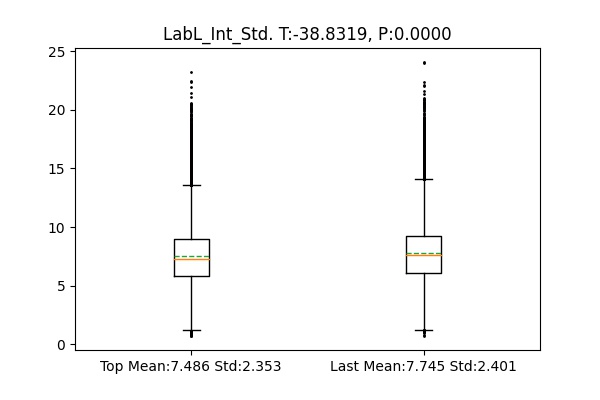 LabL_Int_Std. T:-38.8319, P:0.0000
25
20
15
10
5
0
Top Mean:7.486 Std:2.353
Last Mean:7.745 Std:2.401